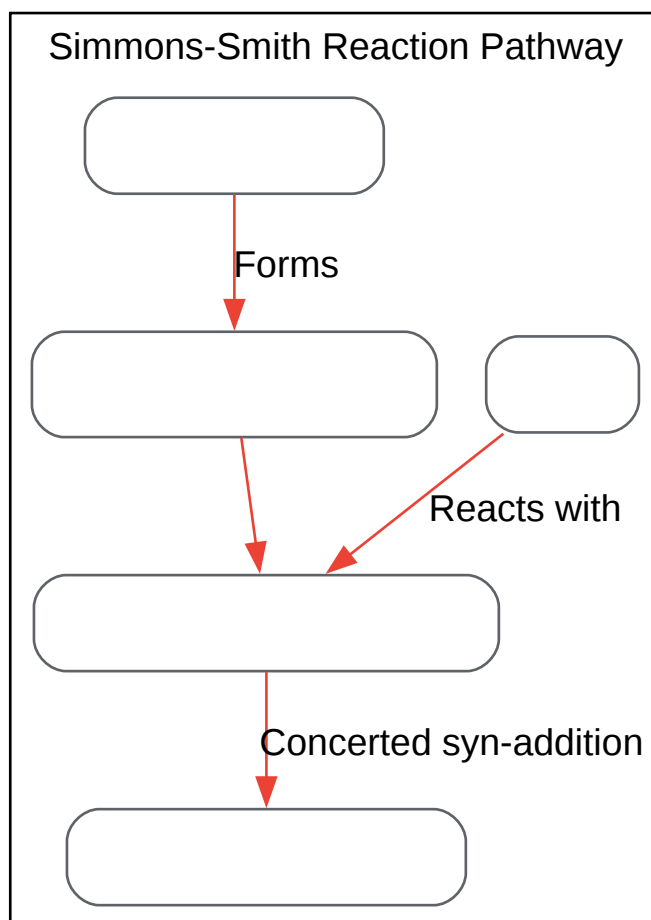 Simmons-Smith Reaction Pathway
Forms
Reacts with
Concerted syn-addition